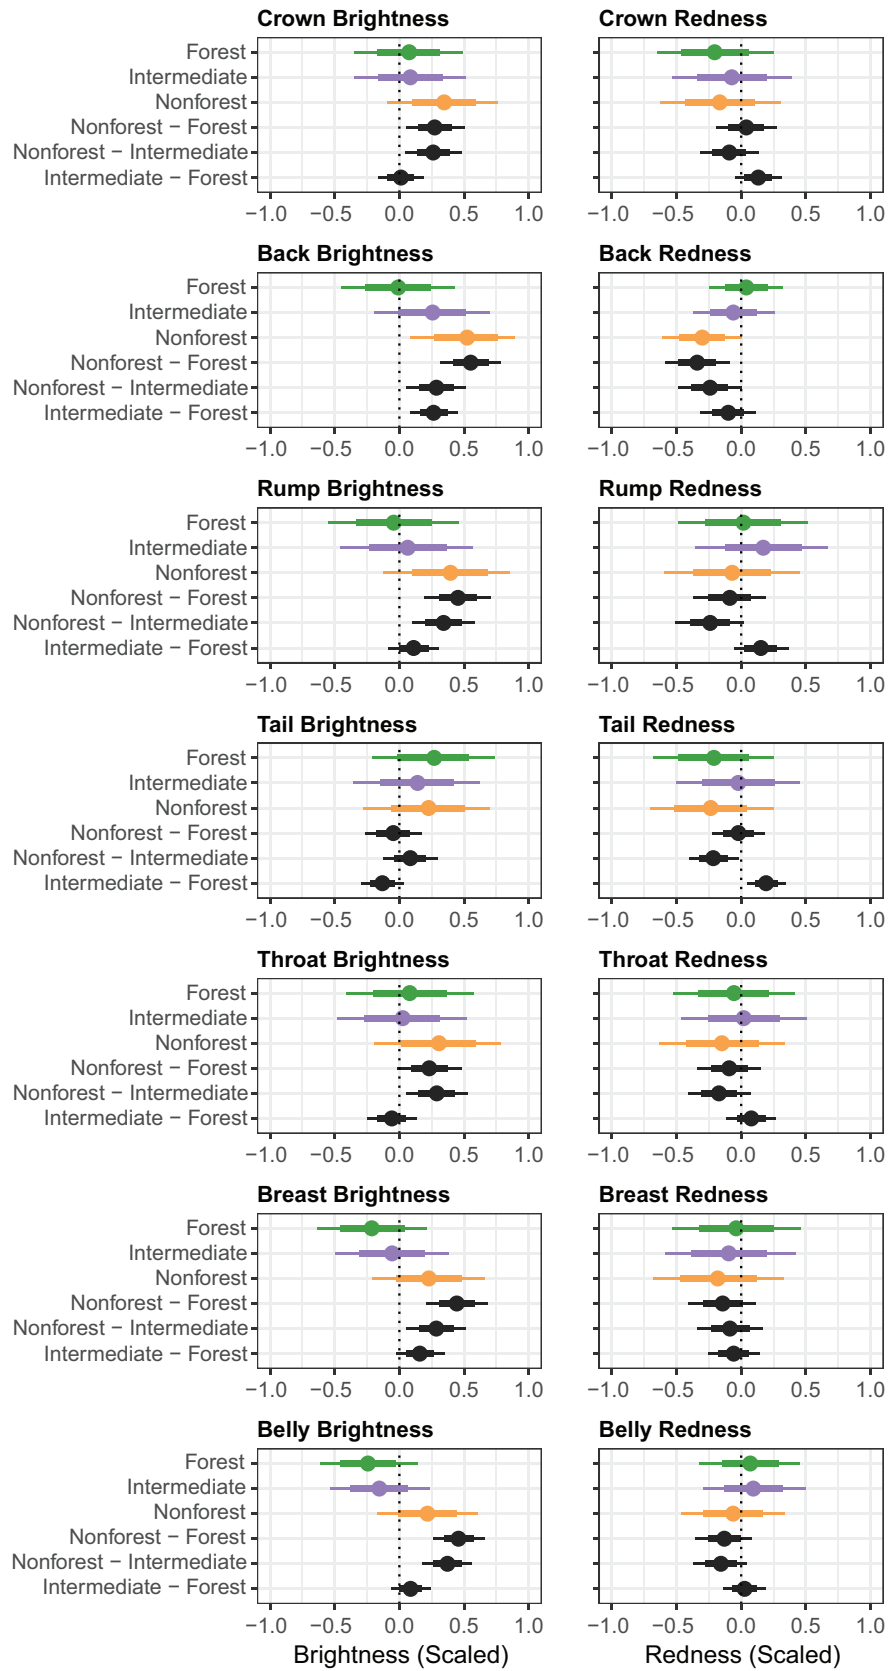 Crown Brightness Crown Redness
Forest
Intermediate
Nonforest
Nonforest − Forest
Nonforest − Intermediate
Intermediate − Forest
−1.0 −0.5 0.0 0.5 1.0 −1.0 −0.5 0.0 0.5 1.0
Back Brightness Back Redness
Forest
Intermediate
Nonforest
Nonforest − Forest
Nonforest − Intermediate
Intermediate − Forest
−1.0 −0.5 0.0 0.5 1.0 −1.0 −0.5 0.0 0.5 1.0
Rump Brightness Rump Redness
Forest
Intermediate
Nonforest
Nonforest − Forest
Nonforest − Intermediate
Intermediate − Forest
−1.0 −0.5 0.0 0.5 1.0 −1.0 −0.5 0.0 0.5 1.0
Tail Brightness Tail Redness
Forest
Intermediate
Nonforest
Nonforest − Forest
Nonforest − Intermediate
Intermediate − Forest
−1.0 −0.5 0.0 0.5 1.0 −1.0 −0.5 0.0 0.5 1.0
Throat Brightness Throat Redness
Forest
Intermediate
Nonforest
Nonforest − Forest
Nonforest − Intermediate
Intermediate − Forest
−1.0 −0.5 0.0 0.5 1.0 −1.0 −0.5 0.0 0.5 1.0
Breast Brightness Breast Redness
Forest
Intermediate
Nonforest
Nonforest − Forest
Nonforest − Intermediate
Intermediate − Forest
−1.0 −0.5 0.0 0.5 1.0 −1.0 −0.5 0.0 0.5 1.0
Belly Brightness Belly Redness
Forest
Intermediate
Nonforest
Nonforest − Forest
Nonforest − Intermediate
Intermediate − Forest
−1.0 −0.5 0.0 0.5 1.0 −1.0 −0.5 0.0 0.5 1.0
Brightness (Scaled) Redness (Scaled)